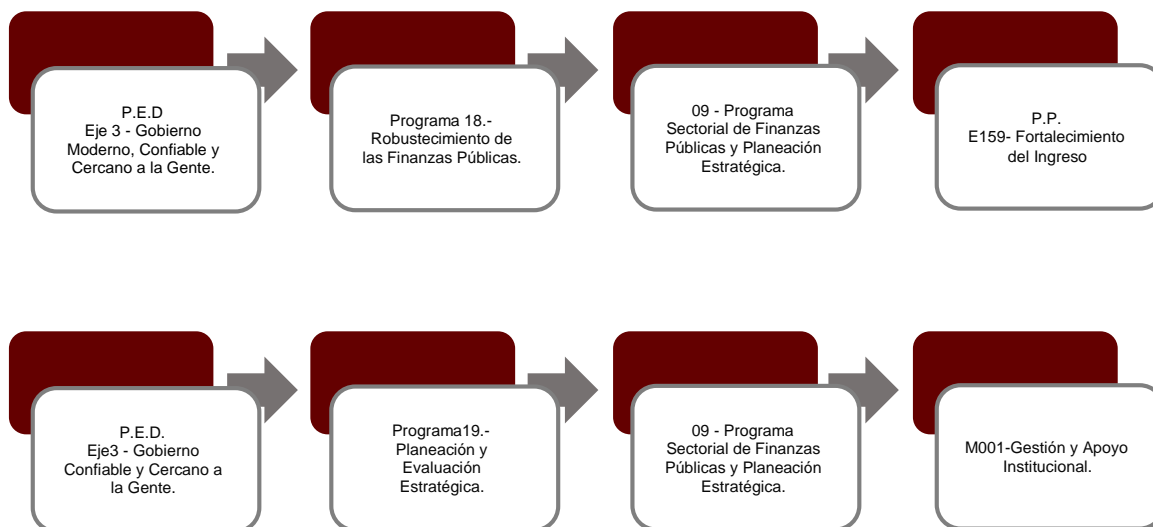 P.E.D
Eje 3 - Gobierno
Moderno, Confiable y
Cercano a la Gente.
Programa 18.-
Robustecimiento de
las Finanzas Públicas.
09 - Programa
Sectorial de Finanzas
Públicas y Planeación
Estratégica.
P.P.
E159- Fortalecimiento
del Ingreso
P.E.D.
Eje3 - Gobierno
Confiable y Cercano a
la Gente.
Programa19.-
Planeación y
Evaluación
Estratégica.
09 - Programa
Sectorial de Finanzas
Públicas y Planeación
Estratégica.
M001-Gestión y Apoyo
Institucional.